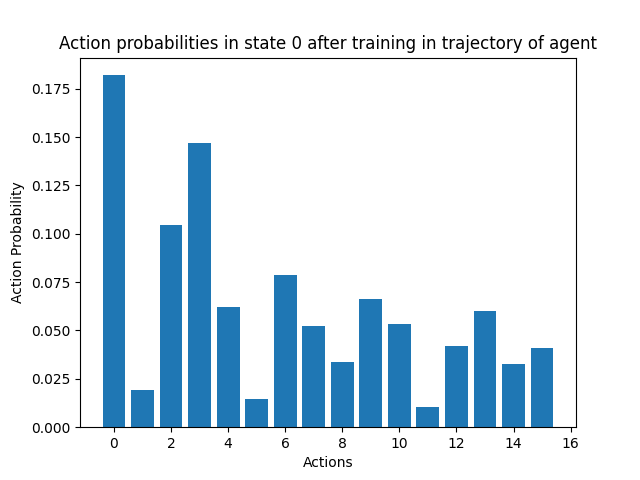 Action probabilities in state 0 after training in trajectory of agent
0.175
0.150
0.125
0.100
0.075
0.050
0.025
0.000
Action Probability
0 2 4 6 8 10 12 14 16
Actions